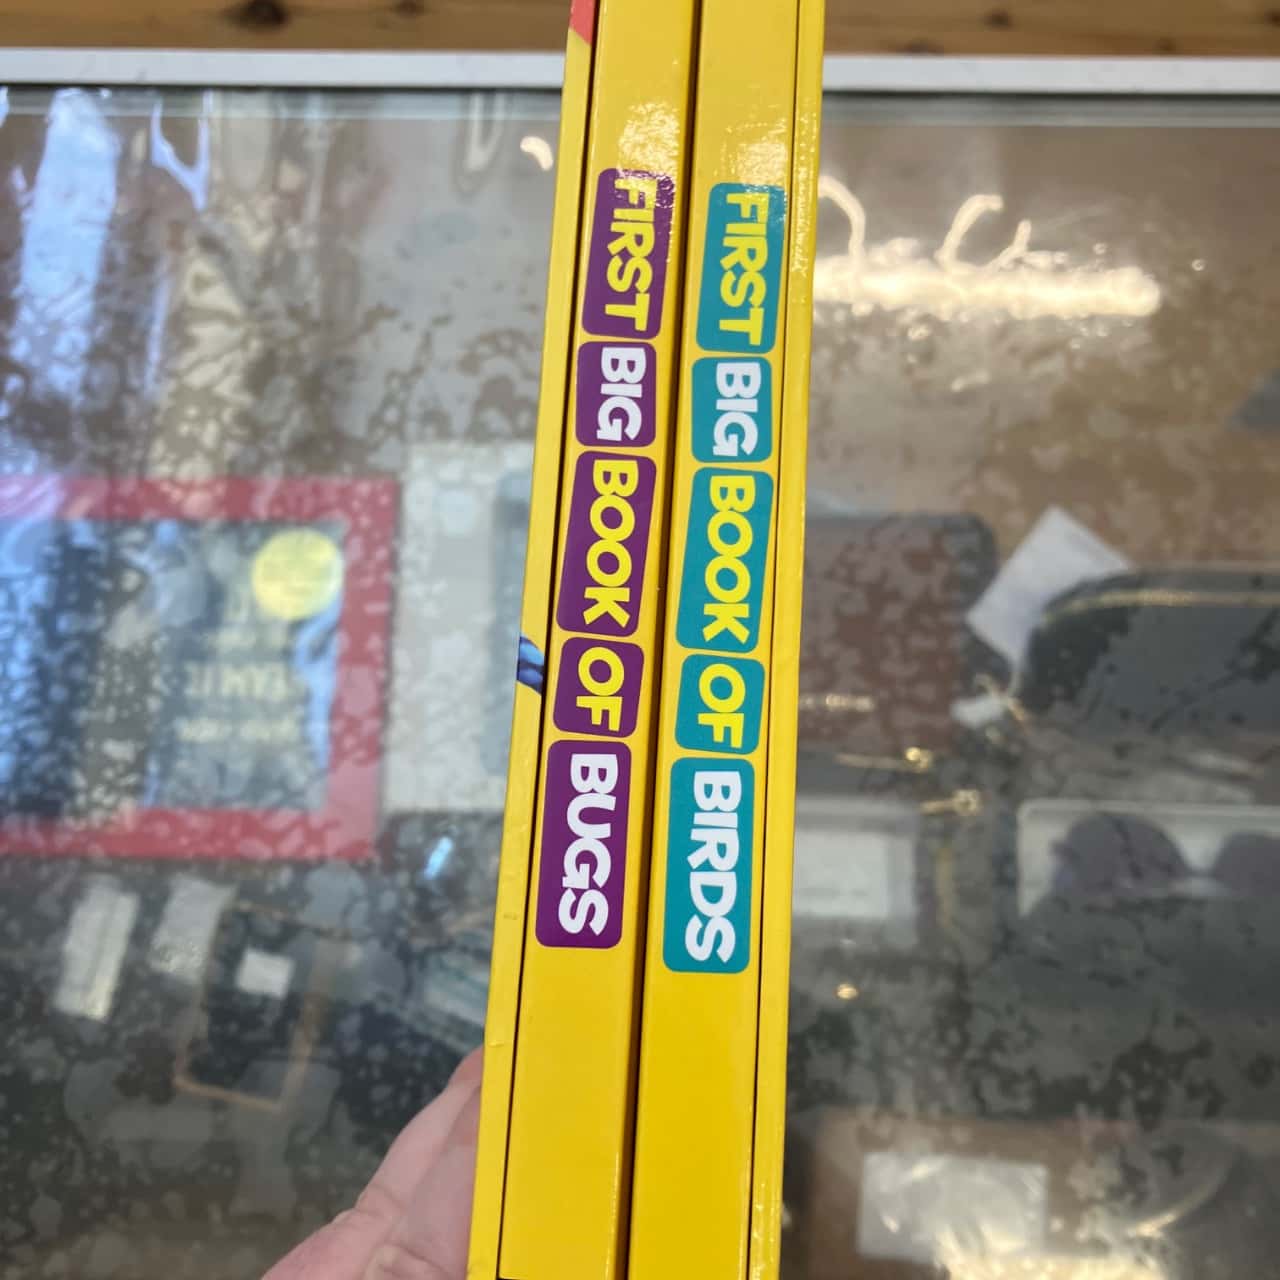 FIRST BIG BOOK OF BUGS
FIRST BIG BOOK OF BIRDS